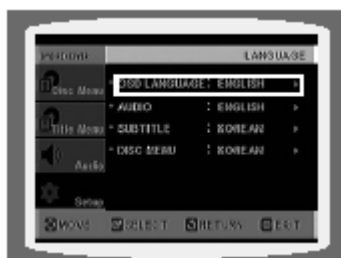 LANGUAGE
Disc Menu
OSD LANGUAGE : ENGLISH
AUDIO : ENGLISH
Title Menu
SUBTITLE : KOREAN
DISC MENU : KOREAN
Audio
Setup
MOVE SELECT RETURN EXIT